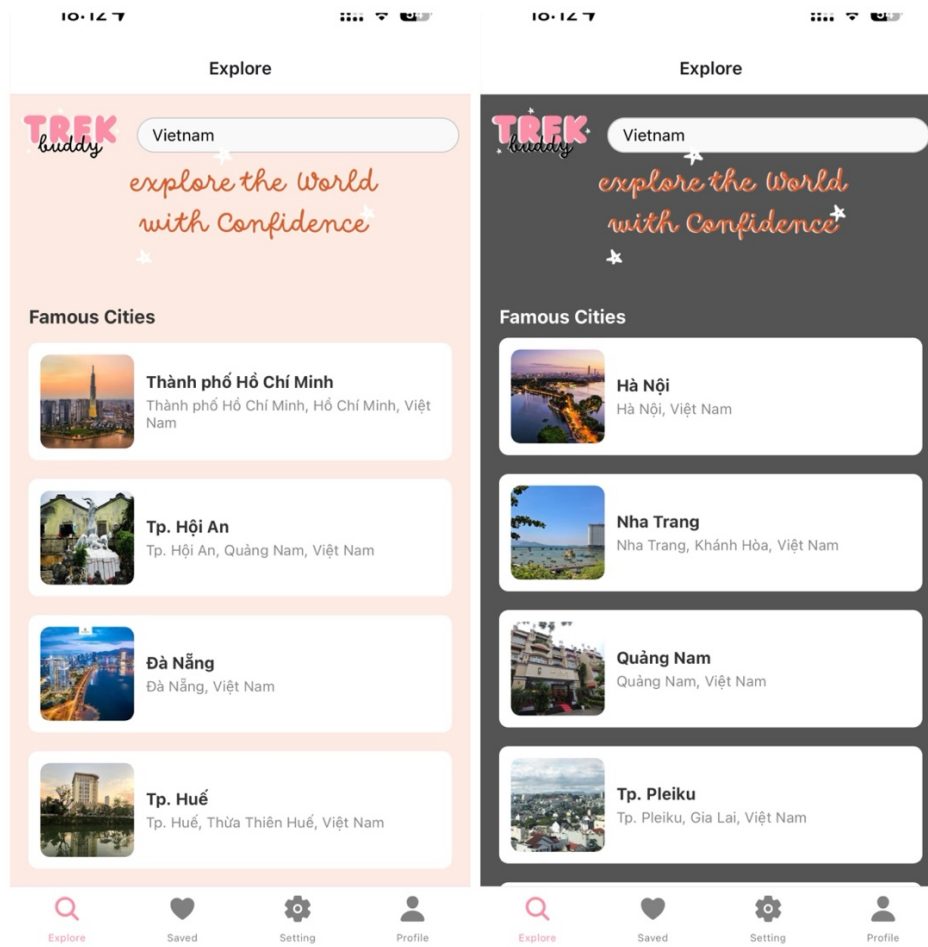 18:12
Explore
TREK
buddy
Vietnam
explore the World
with Confidence
Famous Cities
Thành phố Hồ Chí Minh
Thành phố Hồ Chí Minh, Hồ Chí Minh, Việt
Nam
Tp. Hội An
Tp. Hội An, Quảng Nam, Việt Nam
Đà Nẵng
Đà Nẵng, Việt Nam
Tp. Huế
Tp. Huế, Thừa Thiên Huế, Việt Nam
Explore
Saved
Setting
Profile
18:12
Explore
TREK
buddy
Vietnam
explore the World
with Confidence
Famous Cities
Hà Nội
Hà Nội, Việt Nam
Nha Trang
Nha Trang, Khánh Hòa, Việt Nam
Quảng Nam
Quảng Nam, Việt Nam
Tp. Pleiku
Tp. Pleiku, Gia Lai, Việt Nam
Explore
Saved
Setting
Profile